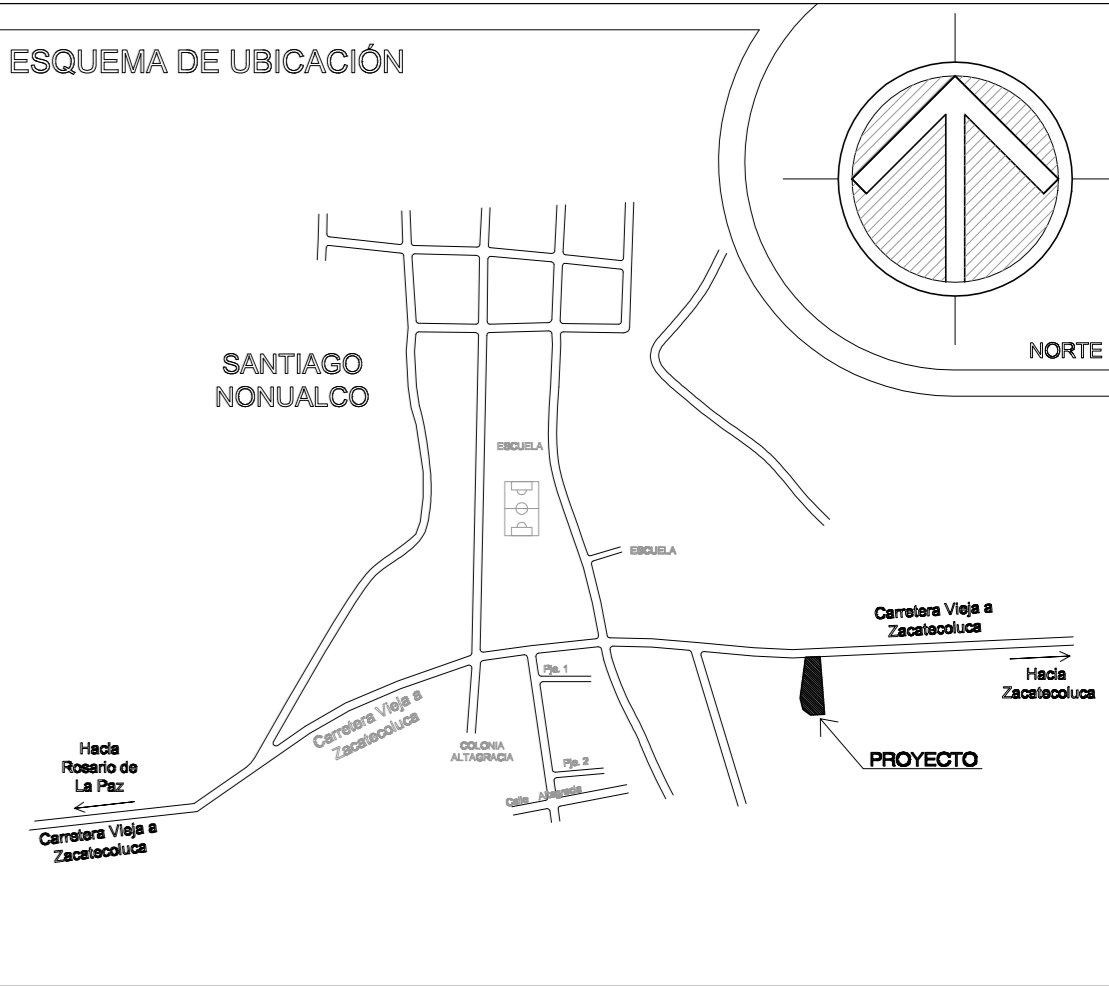 ESQUEMA DE UBICACIÓN
NORTE
SANTIAGO
NONUALCO
ESCUELA
ESCUELA
Carretera Vieja a
Zacatecoluca
Hacia
Zacatecoluca
Pje. 1
Carretera Vieja a
Zacatecoluca
COLONIA
ALTAGRACIA
Pje. 2
PROYECTO
Hacia
Rosario de
La Paz
Calle Altagracia
Carretera Vieja a
Zacatecoluca